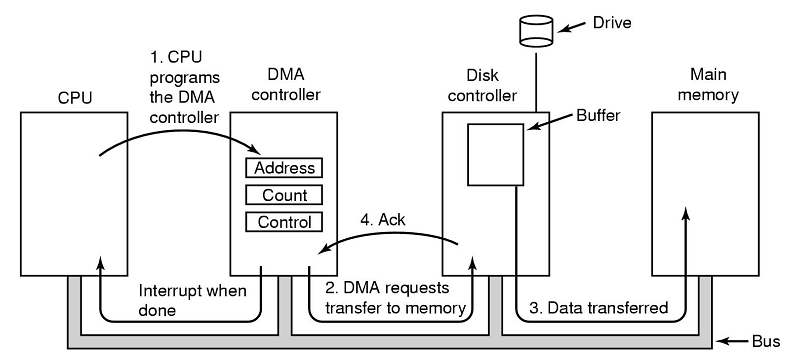 Drive
1. CPU
programs
the DMA
controller
CPU
DMA
controller
Disk
controller
Main
memory
Buffer
Address
Count
Control
4. Ack
Interrupt when
done
2. DMA requests
transfer to memory
3. Data transferred
Bus